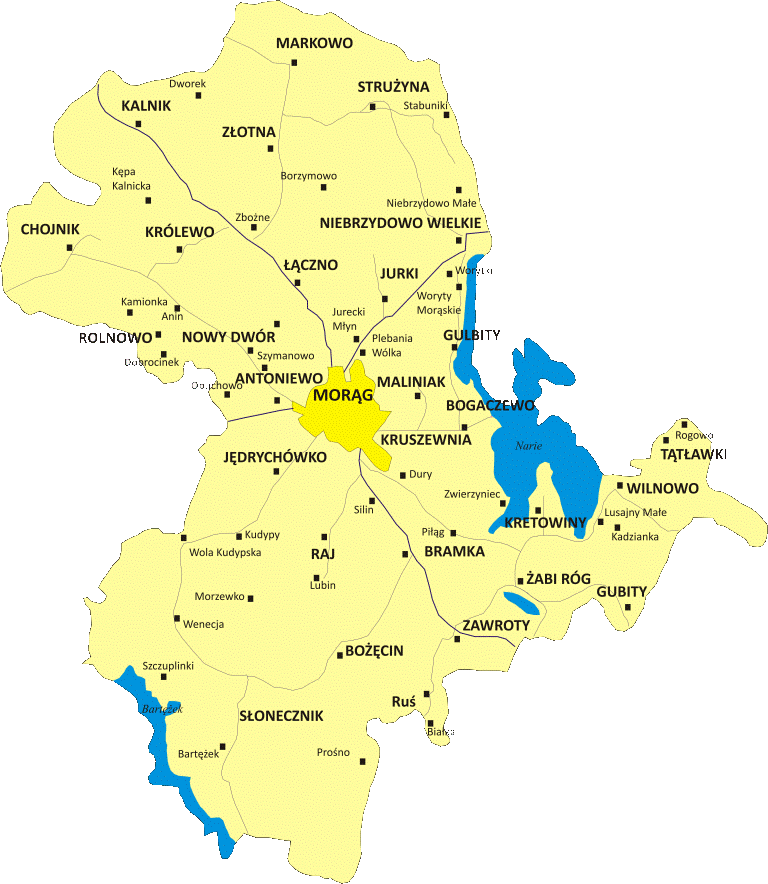 MARKOWO
Dworek
STRUŻYNA
KALNIK
Stabuniki
ZŁOTNA
Kępa
Kalnicka
Borzymowo
Niebrzydowo Małe
Zbożne
NIEBRZYDOWO WIELKIE
CHOJNIK
KRÓLEWO
ŁĄCZNO
JURKI
Woryty
Woryty
Morąskie
Kamionka
Anin
Jurecki
Młyn
ROLNOWO
NOWY DWÓR
Plebania
Wólka
GULBITY
Dobrocinek
Szymanowo
ANTONIEWO
MALINIAK
MORĄG
BOGACZEWO
KRUSZEWNIA
Narie
Rogowo
TĄTŁAWKI
JĘDRYCHÓWKO
Dury
WILNOWO
Zwierzyniec
Silin
KRETOWINY
Lusajny Małe
Kadzianka
Kudypy
Wola Kudypska
Piłąg
RAJ
BRAMKA
Lubin
ŻABI RÓG
GUBITY
Morzewko
Wenecja
ZAWROTY
BOŻĘCIN
Szczuplinki
Bartężek
SŁONECZNIK
Ruś
Białka
Bartężek
Prośno